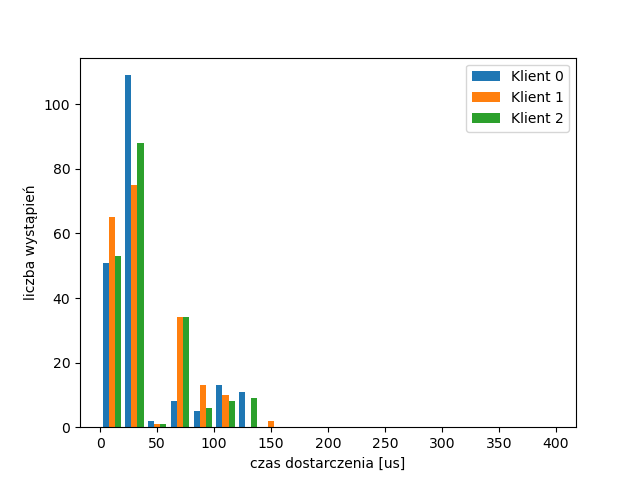 Klient 0
Klient 1
Klient 2
100
80
60
40
20
0
liczba wystąpień
0 50 100 150 200 250 300 350 400
czas dostarczenia [us]